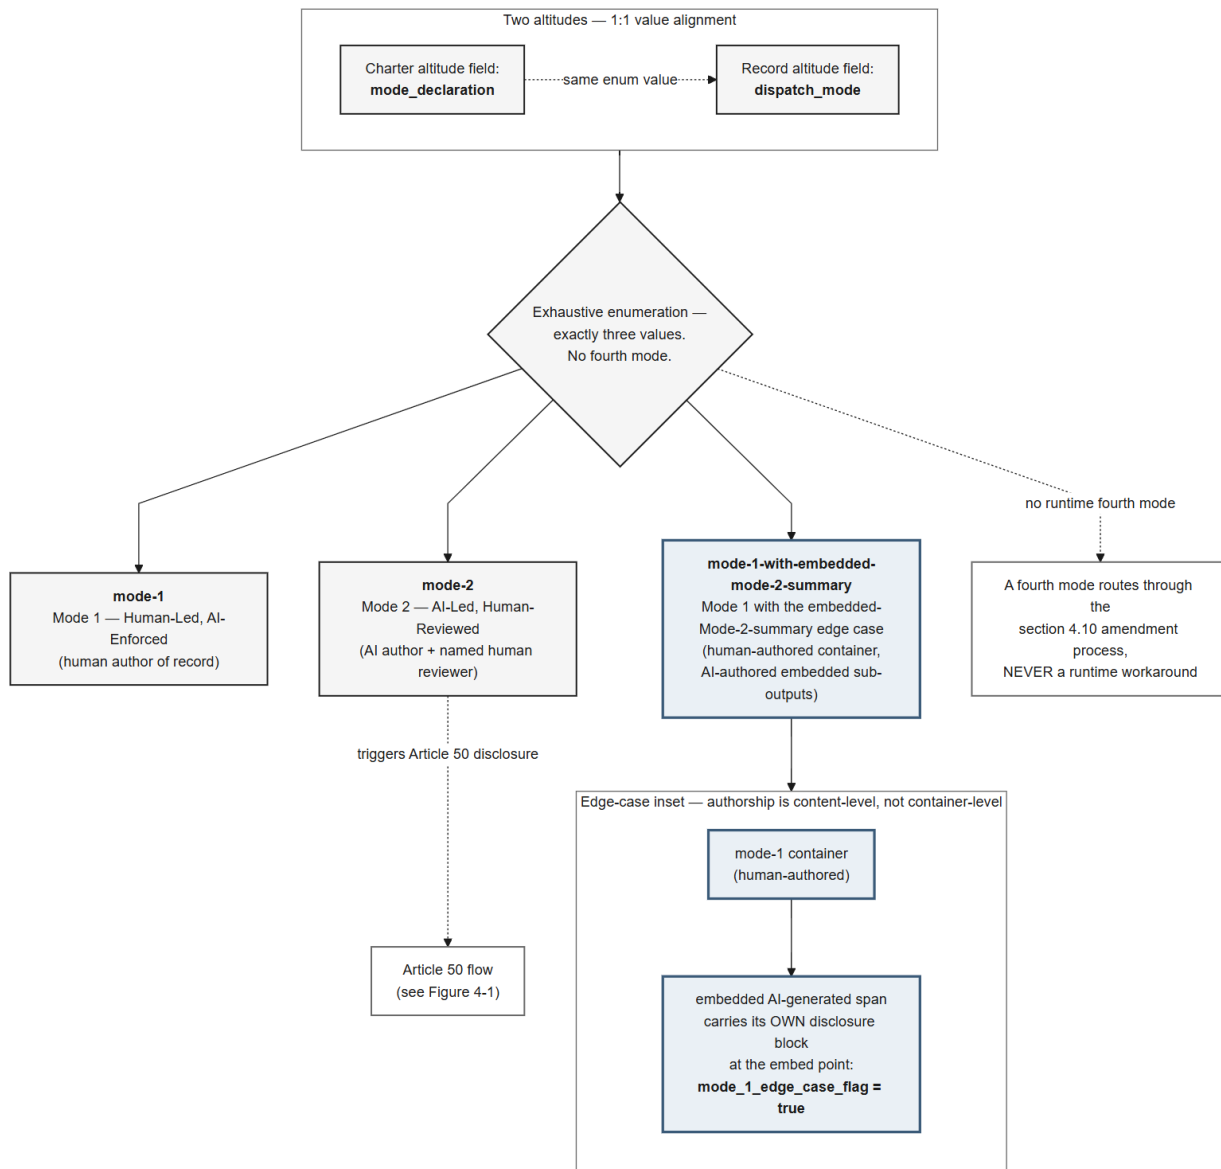 Two altitudes — 1:1 value alignment
Charter altitude field:
mode_declaration
same enum value
Record altitude field:
dispatch_mode
Exhaustive enumeration —
exactly three values.
No fourth mode.
no runtime fourth mode
mode-1
Mode 1 — Human-Led, AI-
Enforced
(human author of record)
mode-2
Mode 2 — AI-Led, Human-
Reviewed
(AI author + named human
reviewer)
mode-1-with-embedded-
mode-2-summary
Mode 1 with the embedded-
Mode-2-summary edge case
(human-authored container,
AI-authored embedded sub-
outputs)
A fourth mode routes through
the
section 4.10 amendment
process,
NEVER a runtime workaround
triggers Article 50 disclosure
Article 50 flow
(see Figure 4-1)
Edge-case inset — authorship is content-level, not container-level
mode-1 container
(human-authored)
embedded AI-generated span
carries its OWN disclosure
block
at the embed point:
mode_1_edge_case_flag =
true